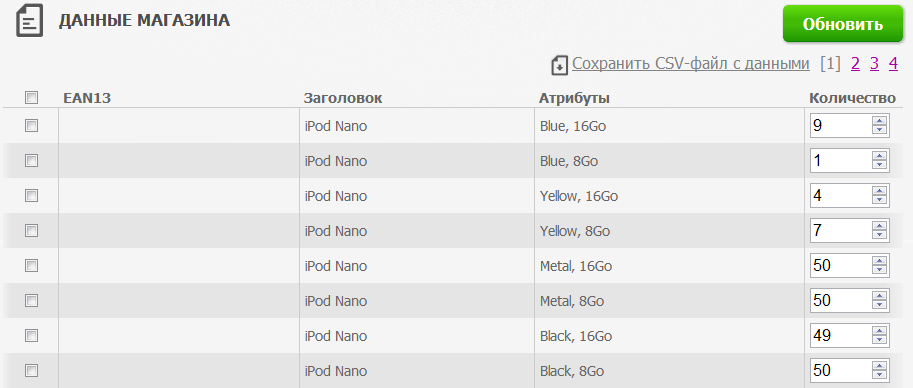 ДАННЫЕ МАГАЗИНА
Обновить
Сохранить CSV-файл с данными [1] 2 3 4
EAN13 Заголовок Атрибуты Количество
iPod Nano Blue, 16Go 9
iPod Nano Blue, 8Go 1
iPod Nano Yellow, 16Go 4
iPod Nano Yellow, 8Go 7
iPod Nano Metal, 16Go 50
iPod Nano Metal, 8Go 50
iPod Nano Black, 16Go 49
iPod Nano Black, 8Go 50